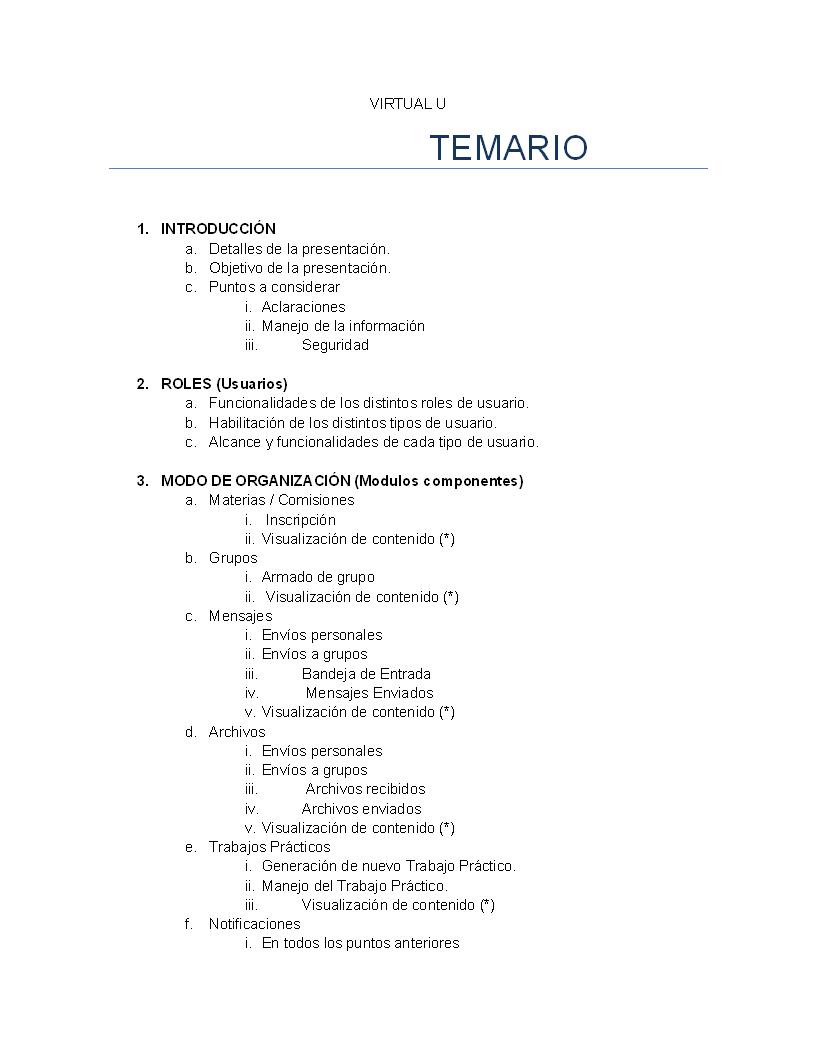 VIRTUAL U
TEMARIO
1. INTRODUCCIÓN
a. Detalles de la presentación.
b. Objetivo de la presentación.
c. Puntos a considerar
i. Aclaraciones
ii. Manejo de la información
iii. Seguridad
2. ROLES (Usuarios)
a. Funcionalidades de los distintos roles de usuario.
b. Habilitación de los distintos tipos de usuario.
c. Alcance y funcionalidades de cada tipo de usuario.
3. MODO DE ORGANIZACIÓN (Modulos componentes)
a. Materias / Comisiones
i. Inscripción
ii. Visualización de contenido (*)
b. Grupos
i. Armado de grupo
ii. Visualización de contenido (*)
c. Mensajes
i. Envíos personales
ii. Envíos a grupos
iii. Bandeja de Entrada
iv. Mensajes Enviados
v. Visualización de contenido (*)
d. Archivos
i. Envíos personales
ii. Envíos a grupos
iii. Archivos recibidos
iv. Archivos enviados
v. Visualización de contenido (*)
e. Trabajos Prácticos
i. Generación de nuevo Trabajo Práctico.
ii. Manejo del Trabajo Práctico.
iii. Visualización de contenido (*)
f. Notificaciones
i. En todos los puntos anteriores